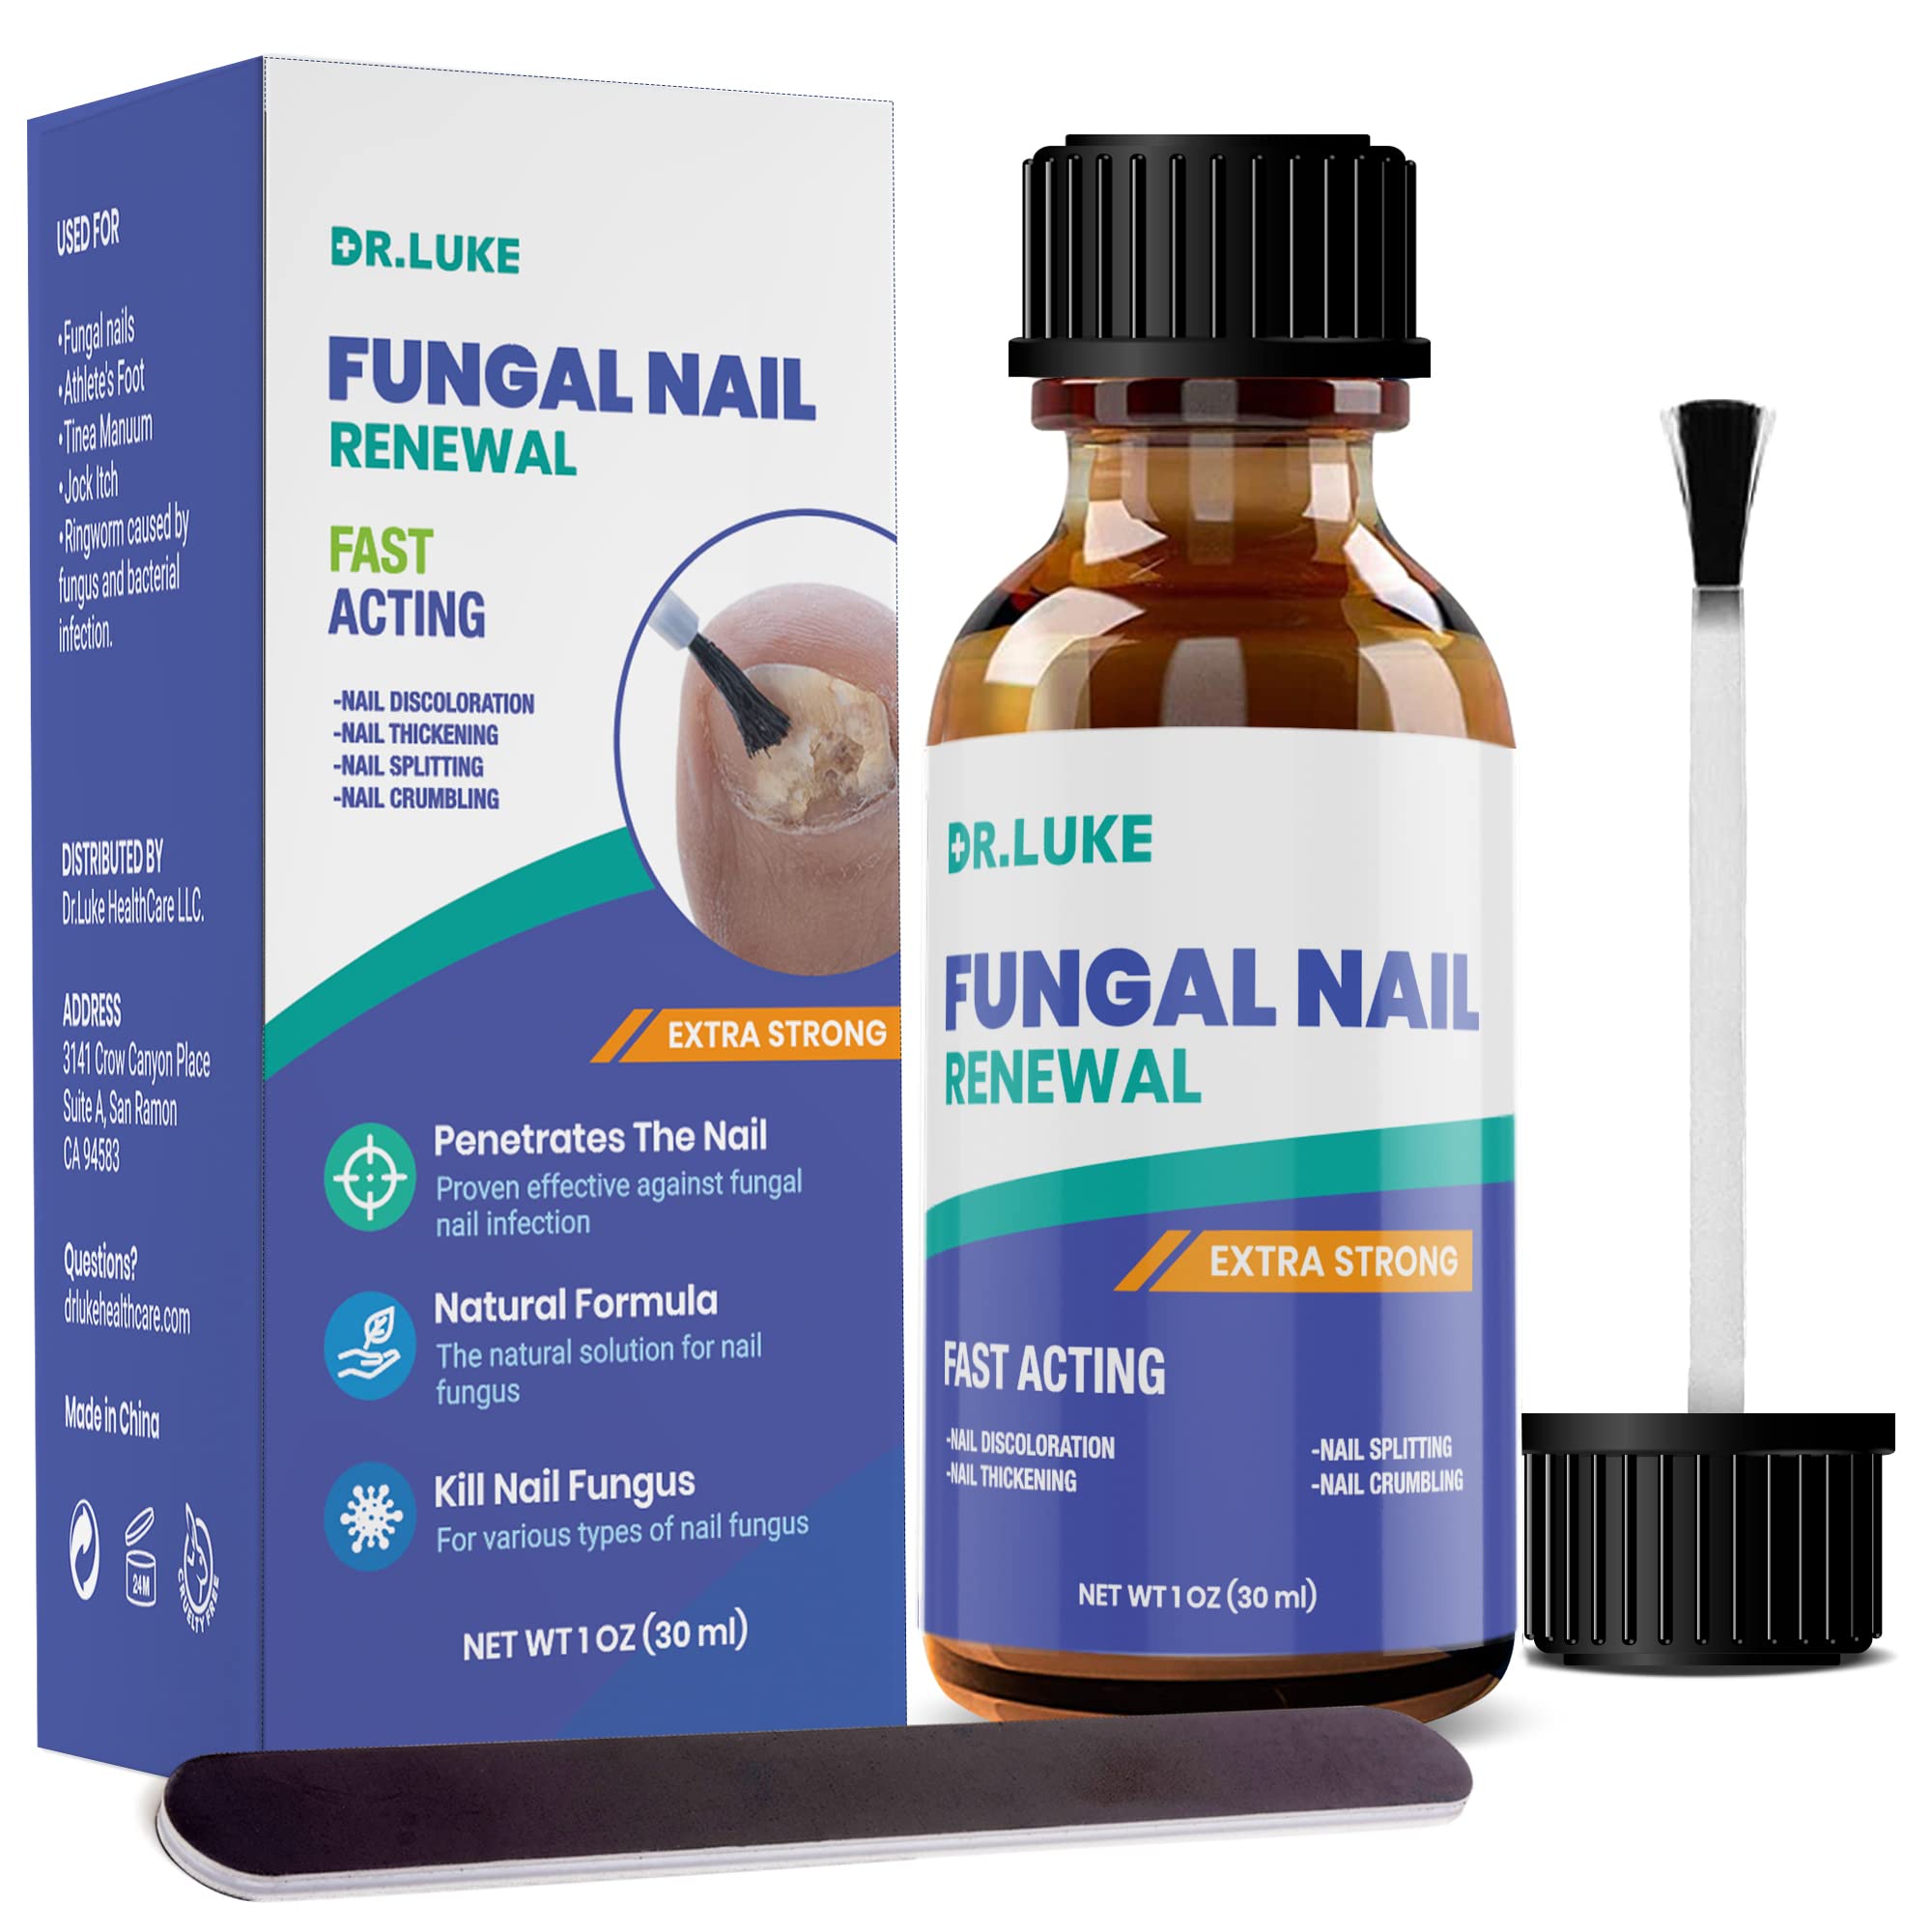 USED FOR
•Fungal nails
•Athlete's Foot
•Tinea Manuum
•Jock Itch
•Ringworm caused by
fungus and bacterial
infection.
DISTRIBUTED BY
Dr.Luke HealthCare LLC.
ADDRESS
3141 Crow Canyon Place
Suite A, San Ramon
CA 94583
Questions?
drlukehealthcare.com
Made in China
24M
CRUELTY FREE
DR.LUKE
FUNGAL NAIL
RENEWAL
FAST
ACTING
-NAIL DISCOLORATION
-NAIL THICKENING
-NAIL SPLITTING
-NAIL CRUMBLING
EXTRA STRONG
Penetrates The Nail
Proven effective against fungal
nail infection
Natural Formula
The natural solution for nail
fungus
Kill Nail Fungus
For various types of nail fungus
NET WT 1 OZ (30 ml)
DR.LUKE
FUNGAL NAIL
RENEWAL
EXTRA STRONG
FAST ACTING
-NAIL DISCOLORATION
-NAIL THICKENING
-NAIL SPLITTING
-NAIL CRUMBLING
NET WT 1 OZ (30 ml)